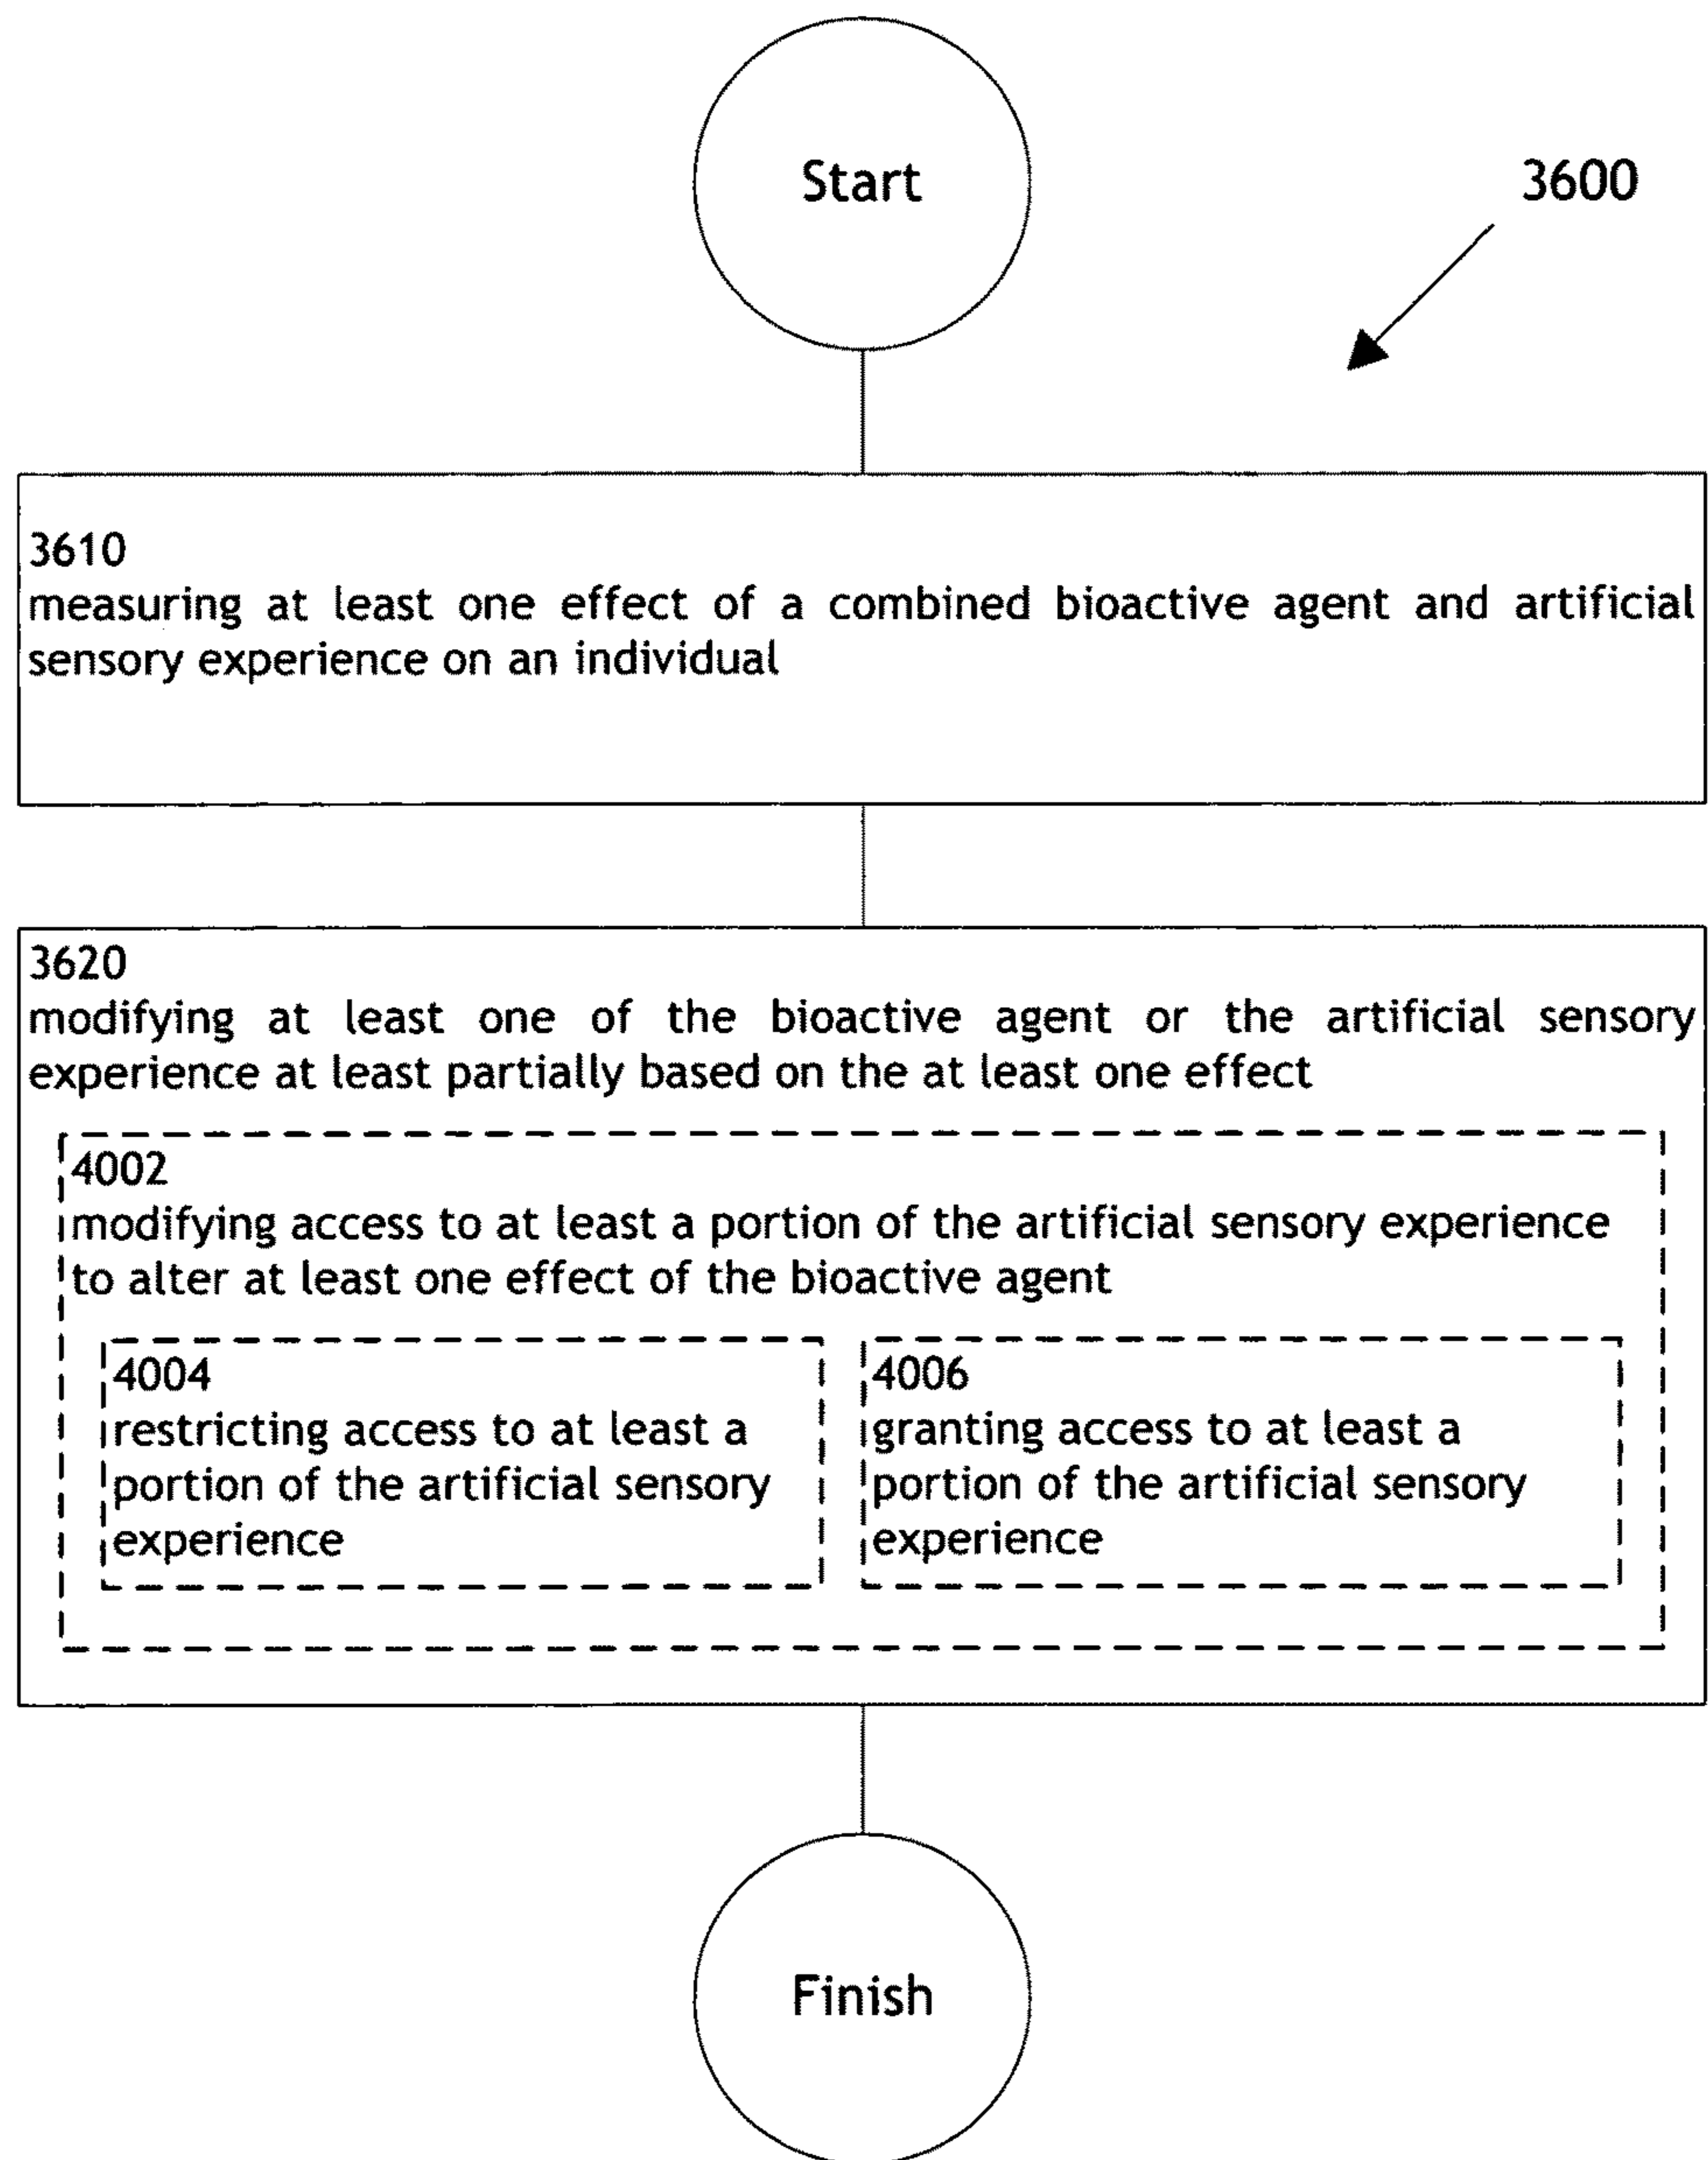 Start
3600
3610
measuring at least one effect of a combined bioactive agent and artificial
sensory experience on an individual
3620
modifying at least one of the bioactive agent or the artificial sensory
experience at least partially based on the at least one effect
4002
modifying access to at least a portion of the artificial sensory experience
to alter at least one effect of the bioactive agent
4004
restricting access to at least a
portion of the artificial sensory
experience
4006
granting access to at least a
portion of the artificial sensory
experience
Finish